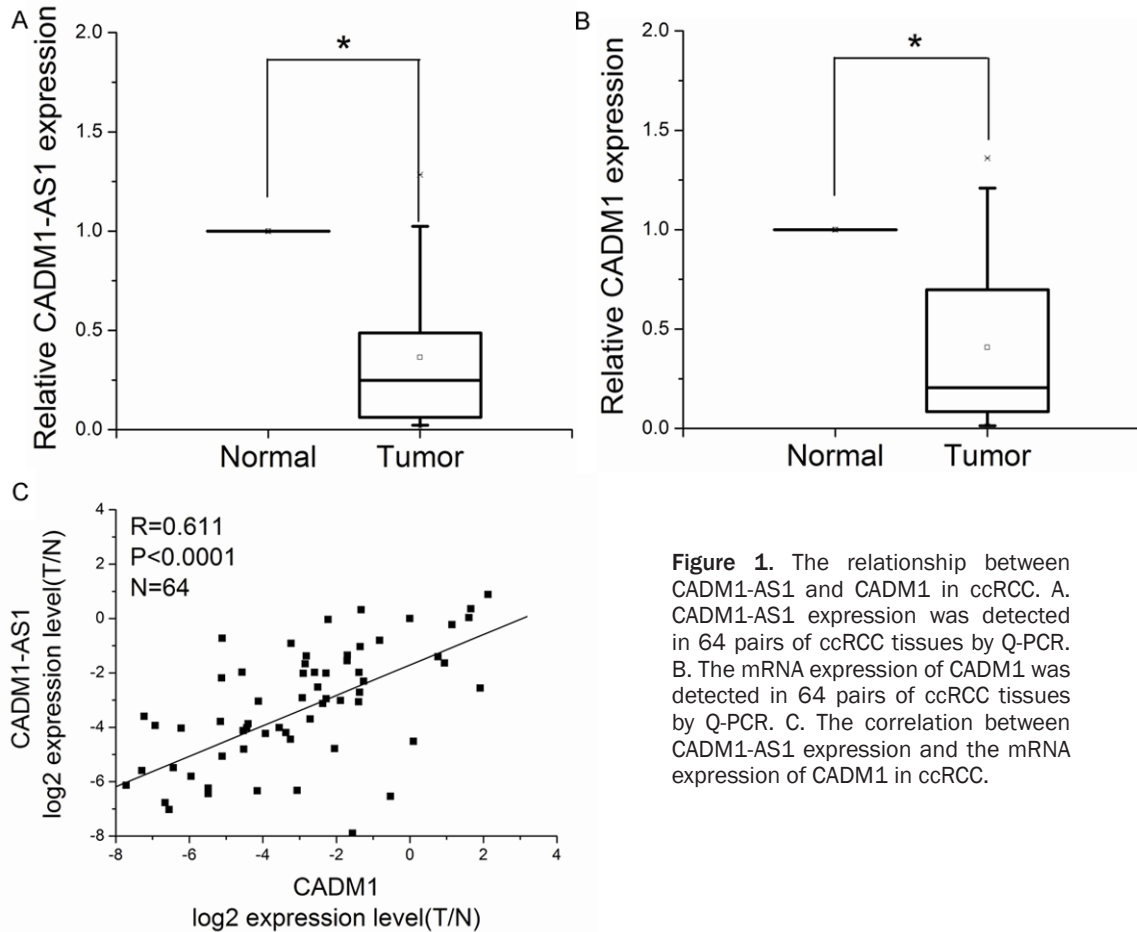 A
Relative CADM1-AS1 expression
2.0
1.5
1.0
0.5
0.0
*
Normal
Tumor
B
Relative CADM1 expression
2.0
1.5
1.0
0.5
0.0
*
Normal
Tumor
C
CADM1-AS1
log2 expression level(T/N)
4
2
0
-2
-4
-6
-8
R=0.611
P<0.0001
N=64
-8
-6
-4
-2
0
2
4
CADM1
log2 expression level(T/N)
Figure 1. The relationship between
CADM1-AS1 and CADM1 in ccRCC. A.
CADM1-AS1 expression was detected
in 64 pairs of ccRCC tissues by Q-PCR.
B. The mRNA expression of CADM1 was
detected in 64 pairs of ccRCC tissues
by Q-PCR. C. The correlation between
CADM1-AS1 expression and the mRNA
expression of CADM1 in ccRCC.